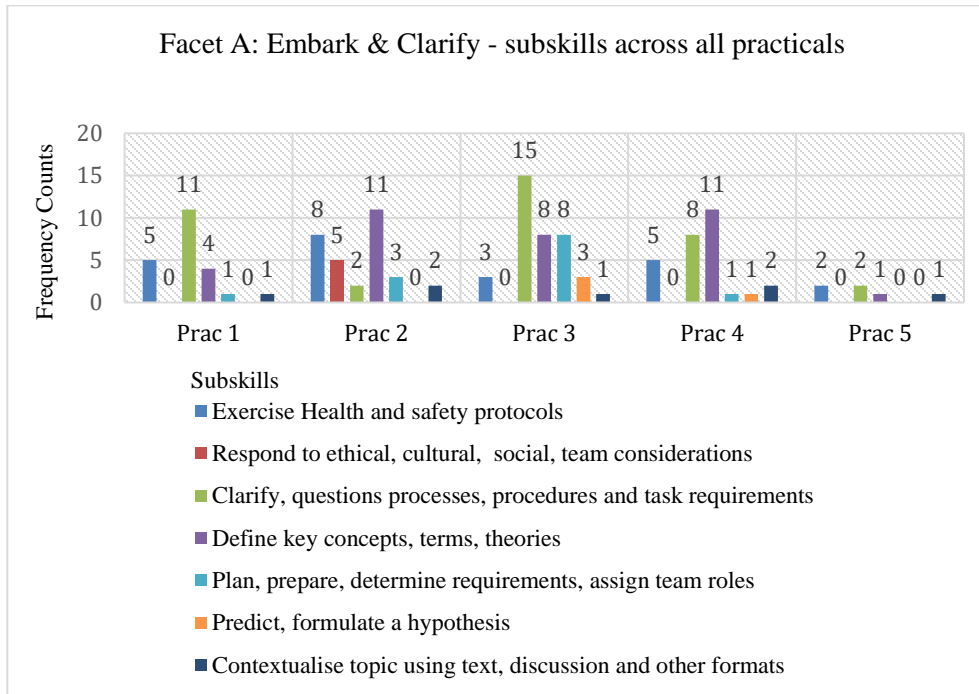 Facet A: Embark & Clarify - subskills across all practicals
Frequency Counts
20
15
10
5
0
5 0 11 4 1 0 1
8 5 2 11 3 0 2
3 0 15 8 8 3 1
5 0 8 11 1 1 2
2 0 2 1 0 0 1
Prac 1 Prac 2 Prac 3 Prac 4 Prac 5
Subskills
Exercise Health and safety protocols
Respond to ethical, cultural, social, team considerations
Clarify, questions processes, procedures and task requirements
Define key concepts, terms, theories
Plan, prepare, determine requirements, assign team roles
Predict, formulate a hypothesis
Contextualise topic using text, discussion and other formats